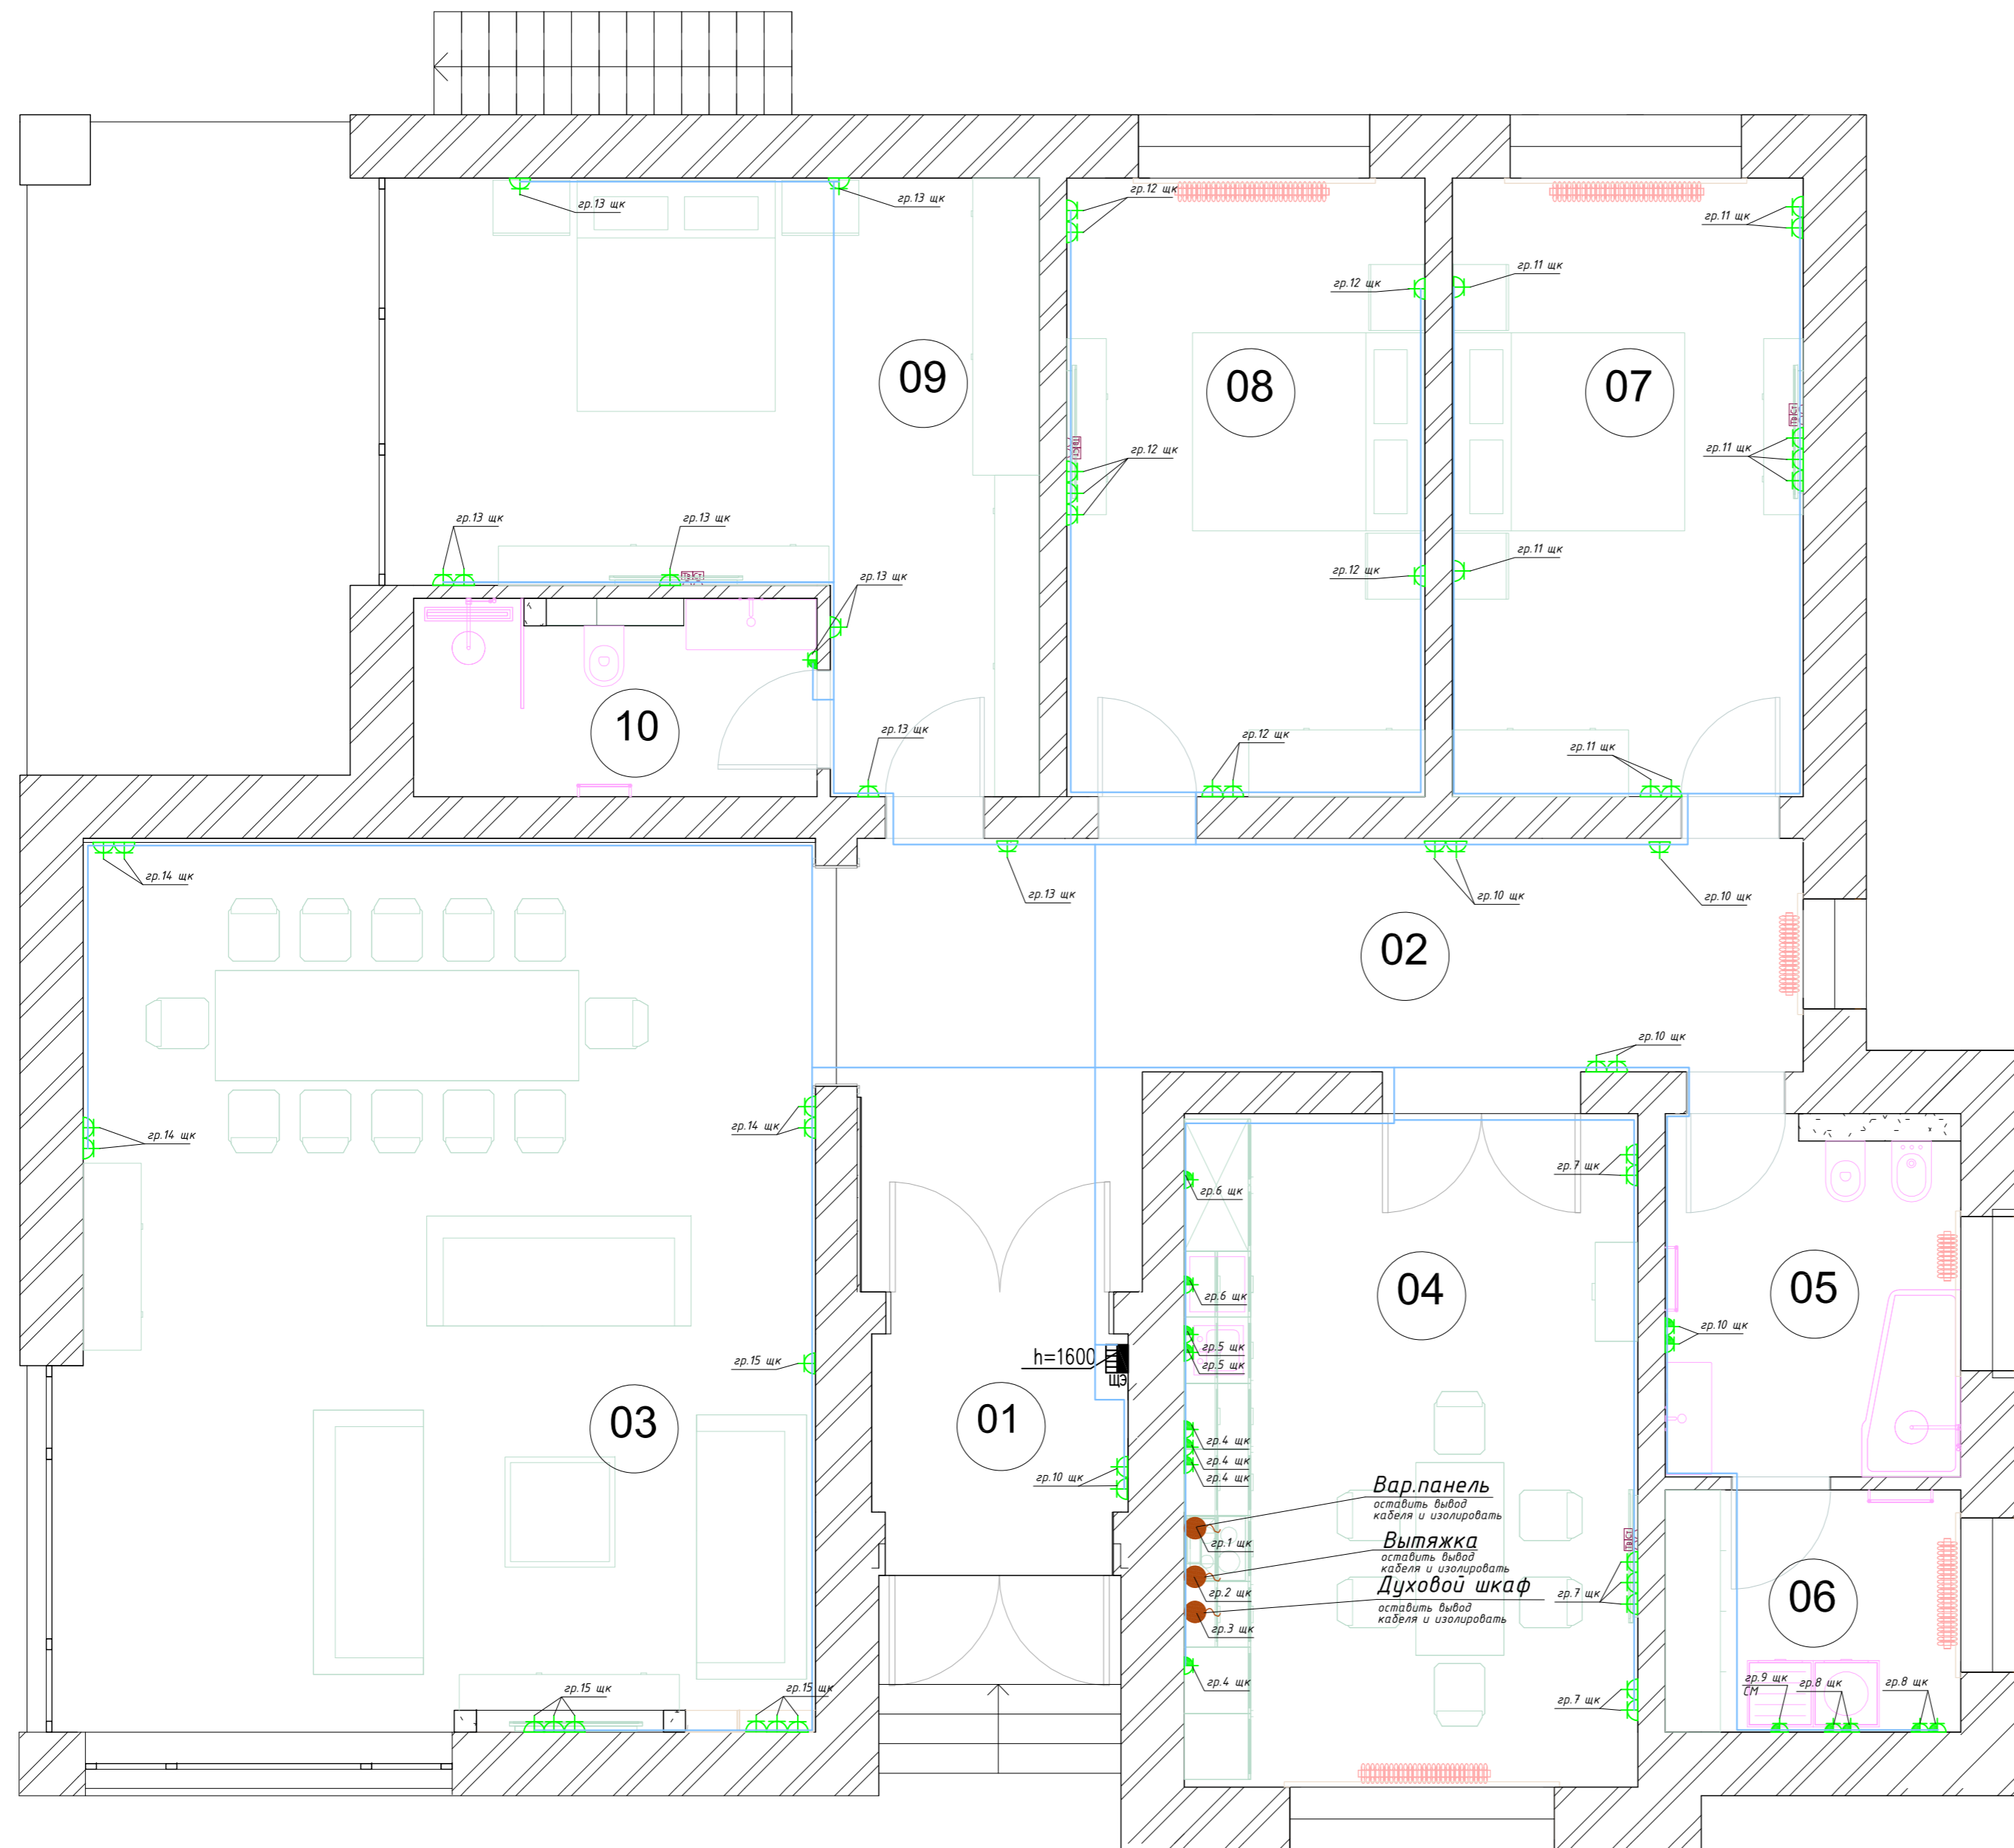 гр.13 щк
гр.13 щк
гр.12 щк
гр.11 щк
гр.12 щк
гр.11 щк
09
08
07
ТВ
СТ
гр.12 щк
гр.11 щк
гр.13 щк
гр.13 щк
гр.13 щк
гр.12 щк
гр.11 щк
10
гр.13 щк
гр.12 щк
гр.11 щк
гр.14 щк
гр.13 щк
гр.10 щк
гр.10 щк
02
гр.10 щк
гр.14 щк
гр.14 щк
гр.7 щк
гр.6 щк
гр.6 щк
04
05
гр.10 щк
гр.5 щк
гр.5 щк
гр.15 щк
h=1600
ЩЭ
03
01
гр.4 щк
гр.4 щк
гр.4 щк
гр.10 щк
Вар.панель
оставить вывод
кабеля и изолировать
гр.1 щк
Вытяжка
оставить вывод
кабеля и изолировать
гр.2 щк
Духовой шкаф
оставить вывод
кабеля и изолировать
гр.3 щк
гр.7 щк
06
гр.4 щк
гр.15 щк
гр.15 щк
гр.7 щк
гр.9 щк
СМ
гр.8 щк
гр.8 щк